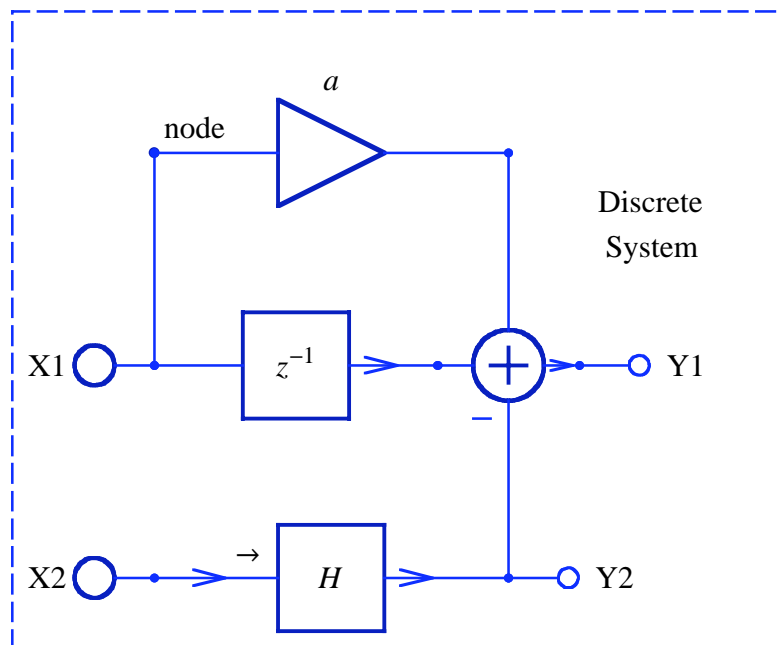 a
node
Discrete
System
X1
z⁻¹
+
Y1
−
X2
→
H
Y2